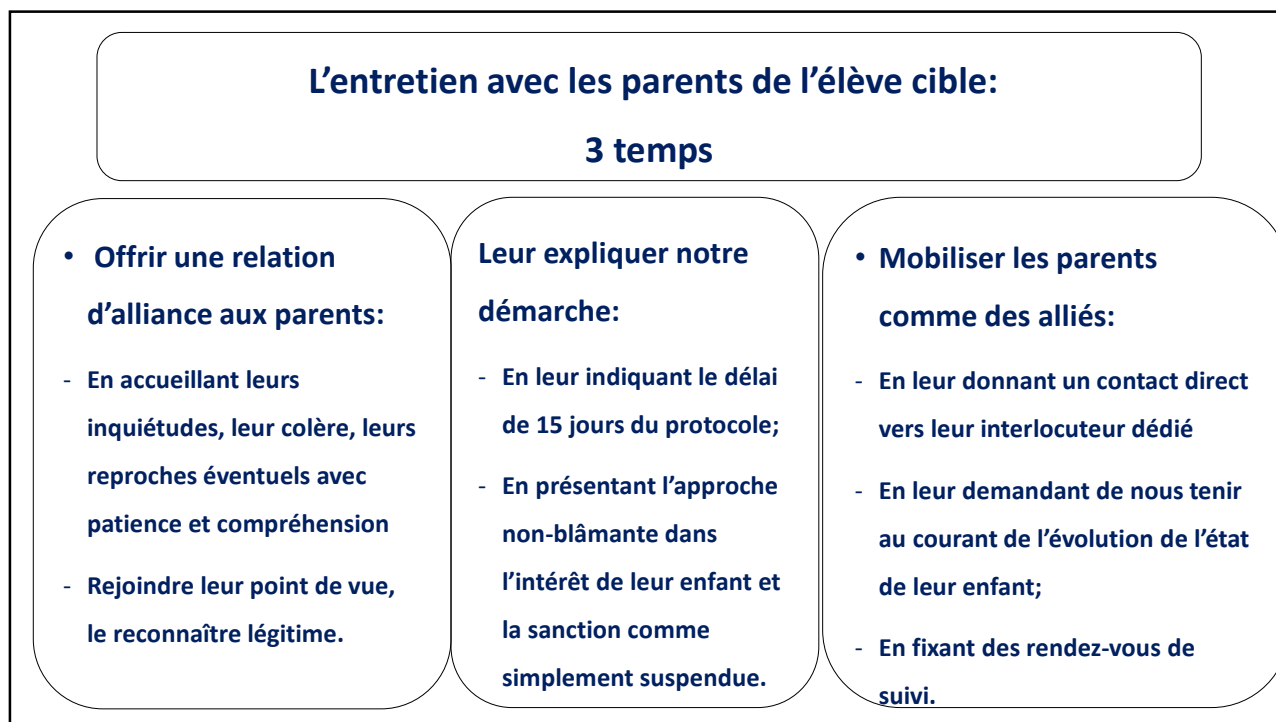 L’entretien avec les parents de l’élève cible:
3 temps
• Offrir une relation
d’alliance aux parents:
- En accueillant leurs
inquiétudes, leur colère, leurs
reproches éventuels avec
patience et compréhension
- Rejoindre leur point de vue,
le reconnaître légitime.
Leur expliquer notre
démarche:
- En leur indiquant le délai
de 15 jours du protocole;
- En présentant l’approche
non-blâmante dans
l’intérêt de leur enfant et
la sanction comme
simplement suspendue.
• Mobiliser les parents
comme des alliés:
- En leur donnant un contact direct
vers leur interlocuteur dédié
- En leur demandant de nous tenir
au courant de l’évolution de l’état
de leur enfant;
- En fixant des rendez-vous de
suivi.